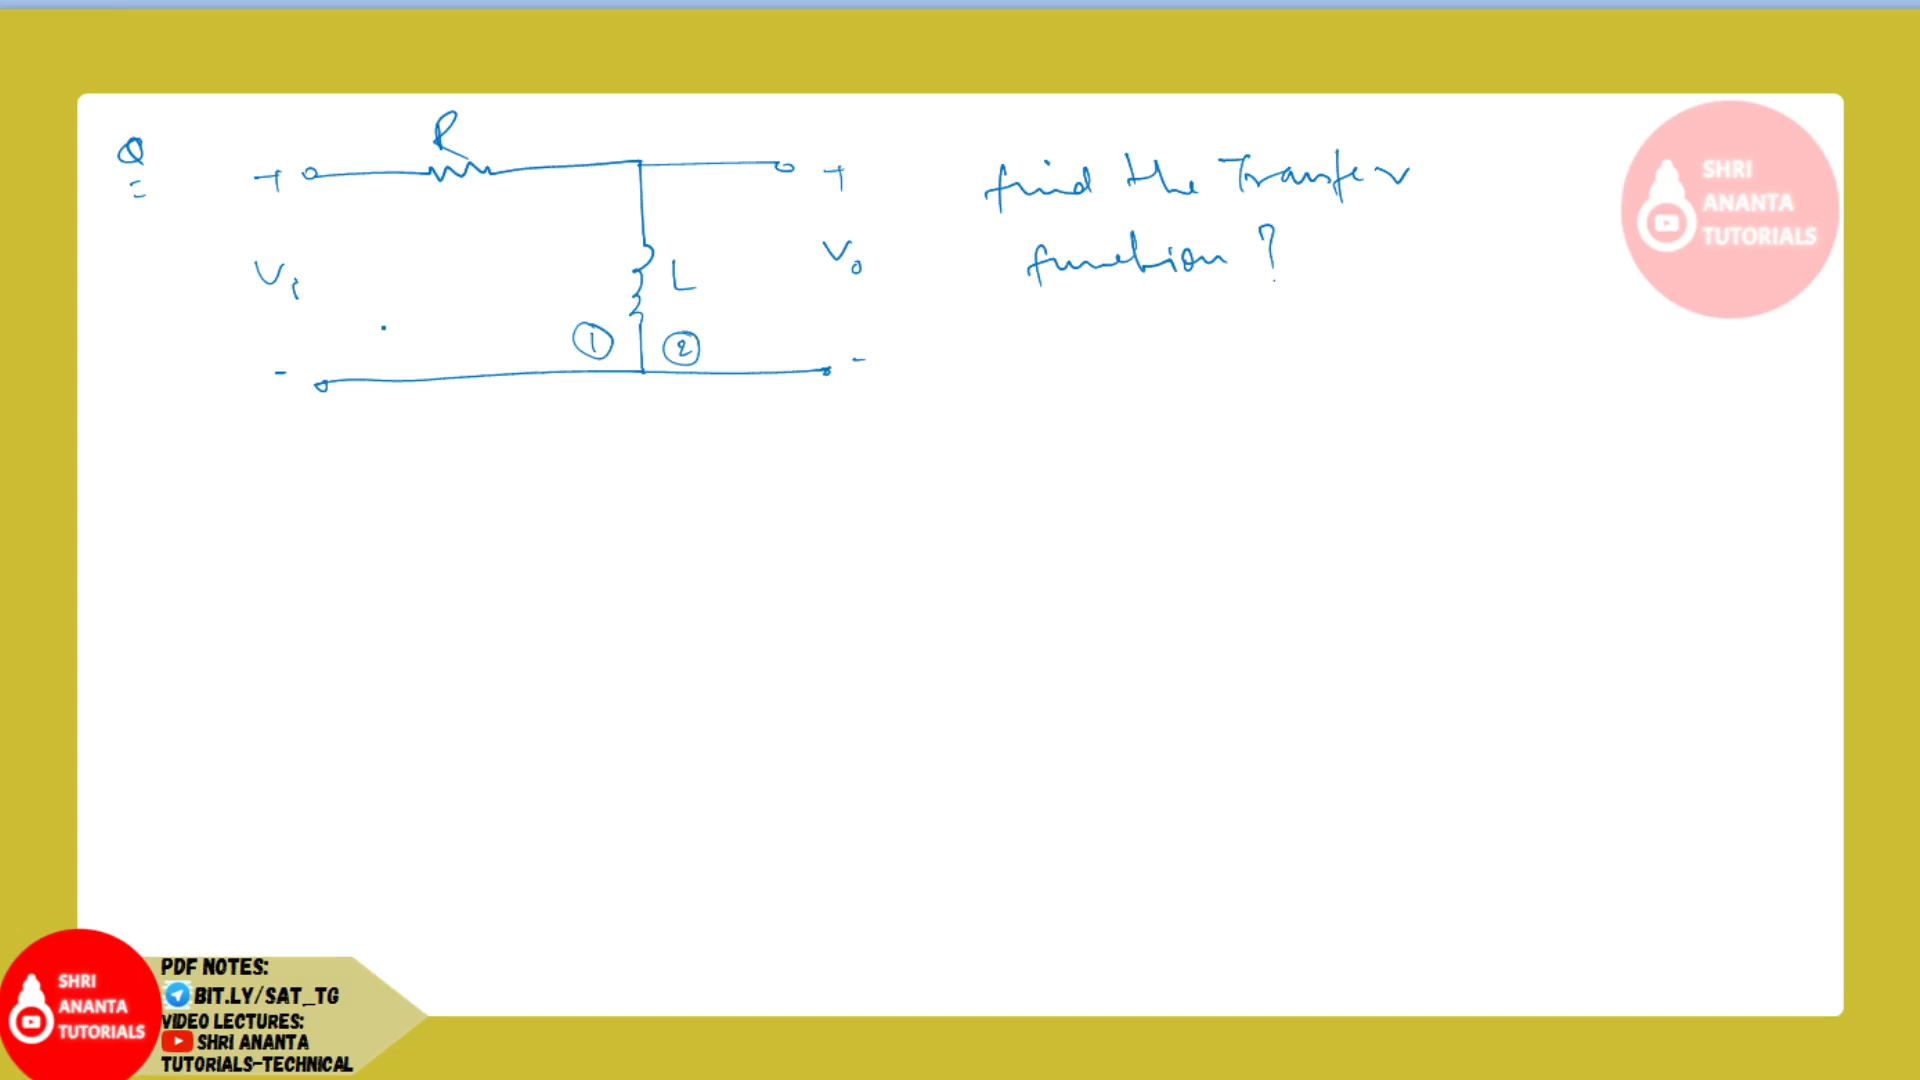 Q
R
+
+
find the Transfer
function ?
Vi
L
Vo
1
2
-
-
SHRI
ANANTA
TUTORIALS
SHRI
ANANTA
TUTORIALS
PDF NOTES:
BIT.LY/SAT_TG
VIDEO LECTURES:
SHRI ANANTA
TUTORIALS-TECHNICAL